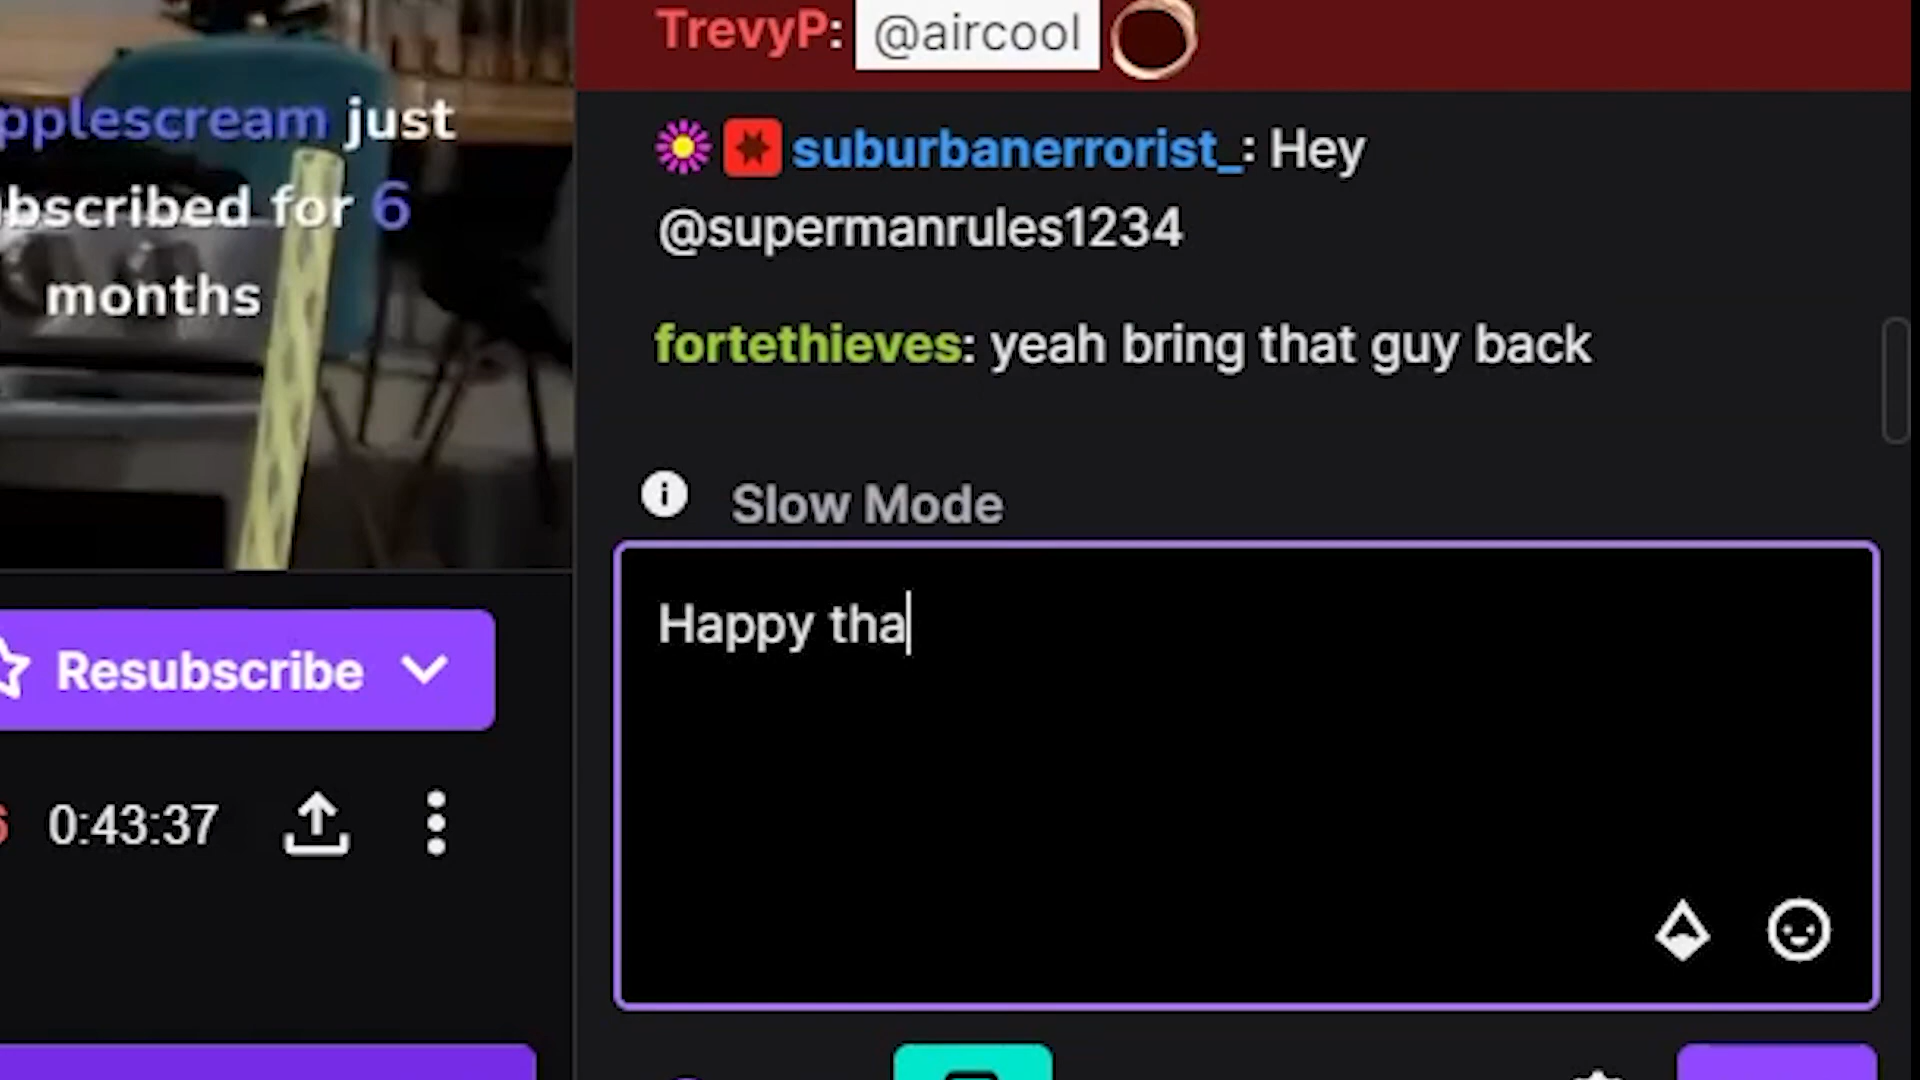 TrevyP: @aircool
pplescream just
bscribed for 6
months
suburbanerrorist_: Hey
@supermanrules1234
fortethieves: yeah bring that guy back
Slow Mode
Happy tha
Resubscribe
0:43:37